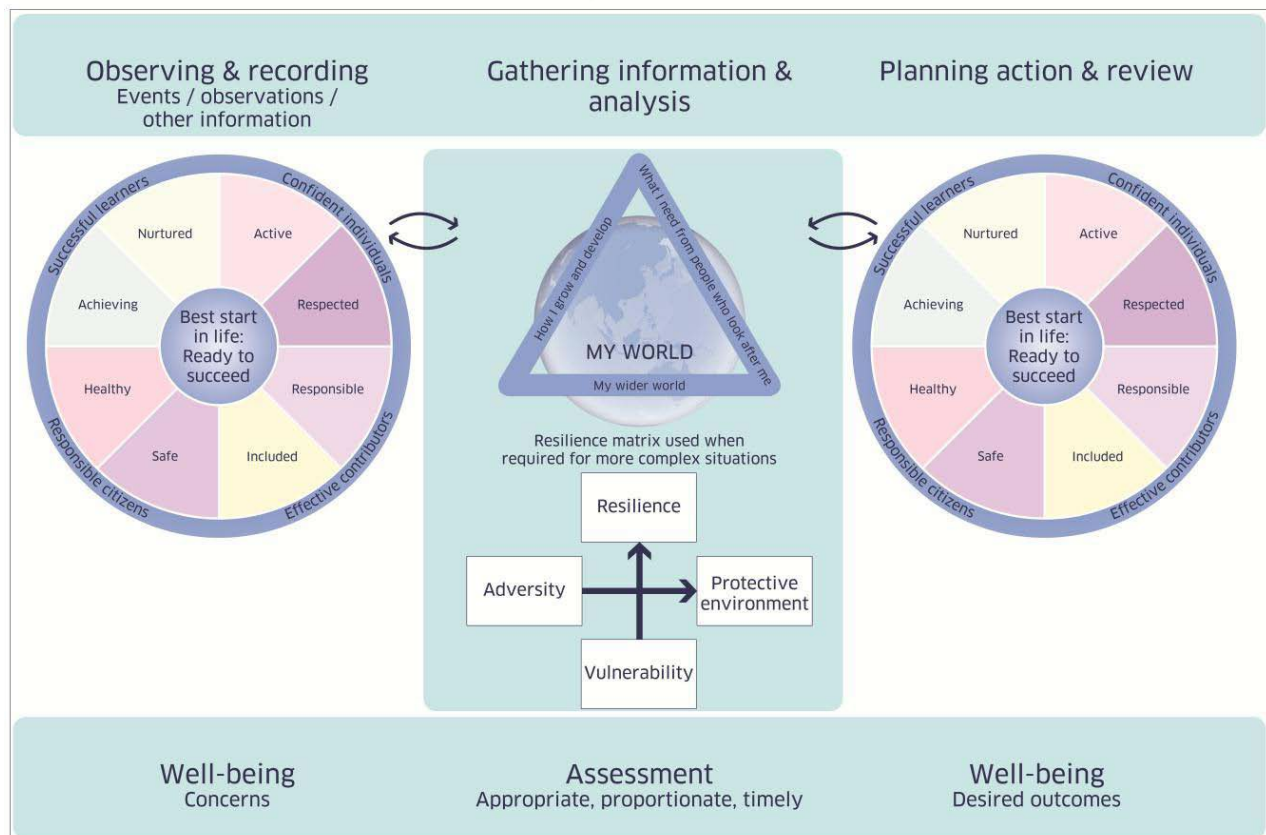 Observing & recording
Events / observations /
other information
Gathering information &
analysis
Planning action & review
Successful learners
Confident individuals
Nurtured
Active
Achieving
Respected
Best start
in life:
Ready to
succeed
Healthy
Responsible
Safe
Included
Responsible citizens
Effective contributors
How I grow and develop
What I need from people who look after me
MY WORLD
My wider world
Resilience matrix used when
required for more complex situations
Resilience
Adversity
Protective
environment
Vulnerability
Successful learners
Confident individuals
Nurtured
Active
Achieving
Respected
Best start
in life:
Ready to
succeed
Healthy
Responsible
Safe
Included
Responsible citizens
Effective contributors
Well-being
Concerns
Assessment
Appropriate, proportionate, timely
Well-being
Desired outcomes